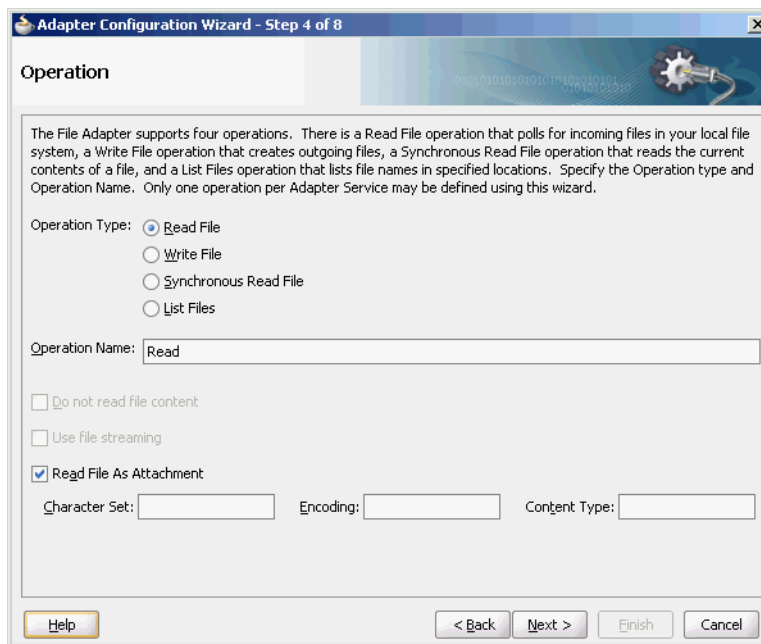 Adapter Configuration Wizard - Step 4 of 8
Operation
010101010101010101010101
01010101010
The File Adapter supports four operations. There is a Read File operation that polls for incoming files in your local file
system, a Write File operation that creates outgoing files, a Synchronous Read File operation that reads the current
contents of a file, and a List Files operation that lists file names in specified locations. Specify the Operation type and
Operation Name. Only one operation per Adapter Service may be defined using this wizard.
Operation Type: Read File
Write File
Synchronous Read File
List Files
Operation Name: Read
Do not read file content
Use file streaming
Read File As Attachment
Character Set: Encoding: Content Type:
Help < Back Next > Finish Cancel